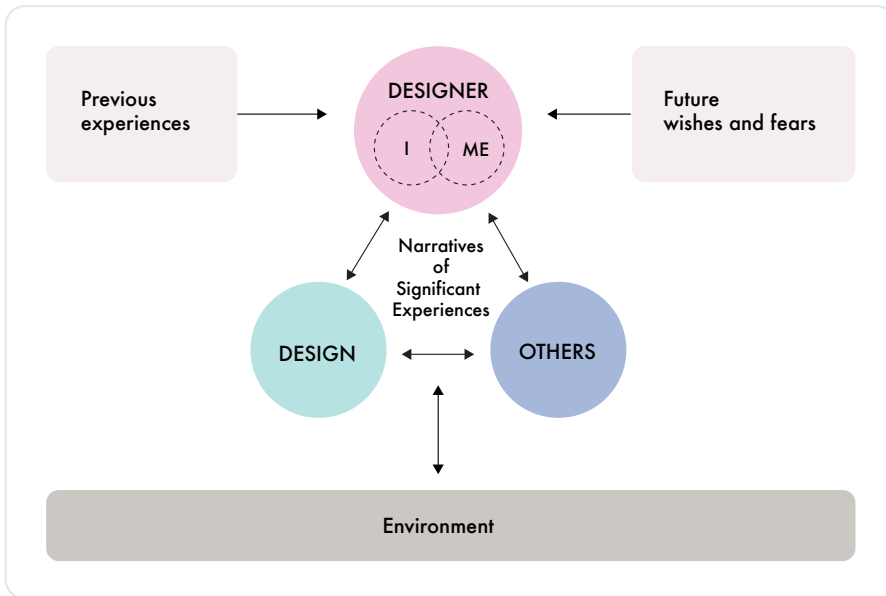 Previous
experiences
DESIGNER
I
ME
Future
wishes and fears
Narratives
of
Significant
Experiences
DESIGN
OTHERS
Environment